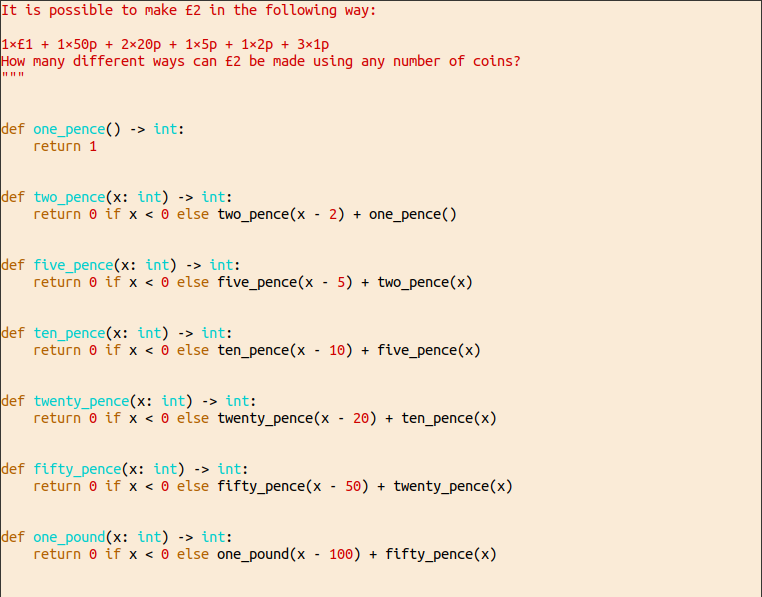 It is possible to make £2 in the following way:
1×£1 + 1×50p + 2×20p + 1×5p + 1×2p + 3×1p
How many different ways can £2 be made using any number of coins?
"""
def one_pence() -> int:
    return 1
def two_pence(x: int) -> int:
    return 0 if x < 0 else two_pence(x - 2) + one_pence()
def five_pence(x: int) -> int:
    return 0 if x < 0 else five_pence(x - 5) + two_pence(x)
def ten_pence(x: int) -> int:
    return 0 if x < 0 else ten_pence(x - 10) + five_pence(x)
def twenty_pence(x: int) -> int:
    return 0 if x < 0 else twenty_pence(x - 20) + ten_pence(x)
def fifty_pence(x: int) -> int:
    return 0 if x < 0 else fifty_pence(x - 50) + twenty_pence(x)
def one_pound(x: int) -> int:
    return 0 if x < 0 else one_pound(x - 100) + fifty_pence(x)